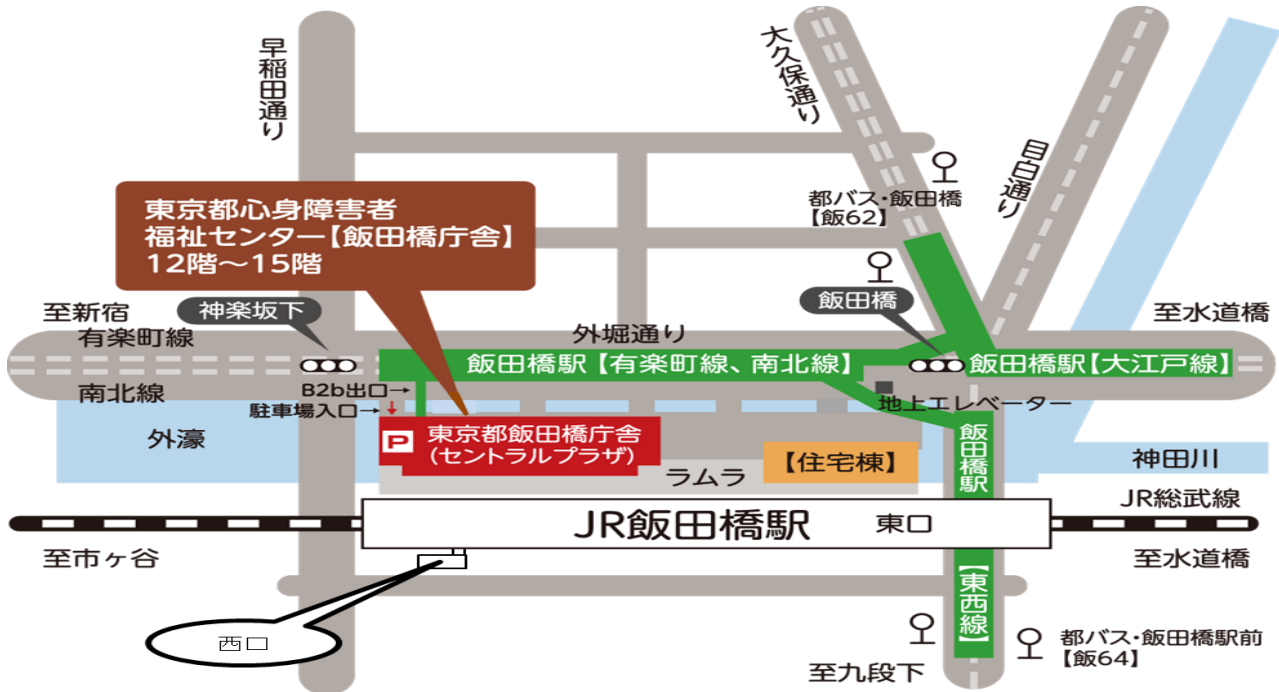 早稲田通り
大久保通り
目白通り
東京都心身障害者
福祉センター【飯田橋庁舎】
12階～15階
都バス・飯田橋
【飯62】
至新宿
神楽坂下
飯田橋
至水道橋
有楽町線
外堀通り
飯田橋駅【有楽町線、南北線】
飯田橋駅【大江戸線】
南北線
B2b出口→
駐車場入口→
地上エレベーター
外濠
P
東京都飯田橋庁舎
(セントラルプラザ)
ラムラ
【住宅棟】
飯田橋駅
神田川
JR総武線
JR飯田橋駅
東口
至市ヶ谷
至水道橋
【東西線】
西口
都バス・飯田橋駅前
【飯64】
至九段下